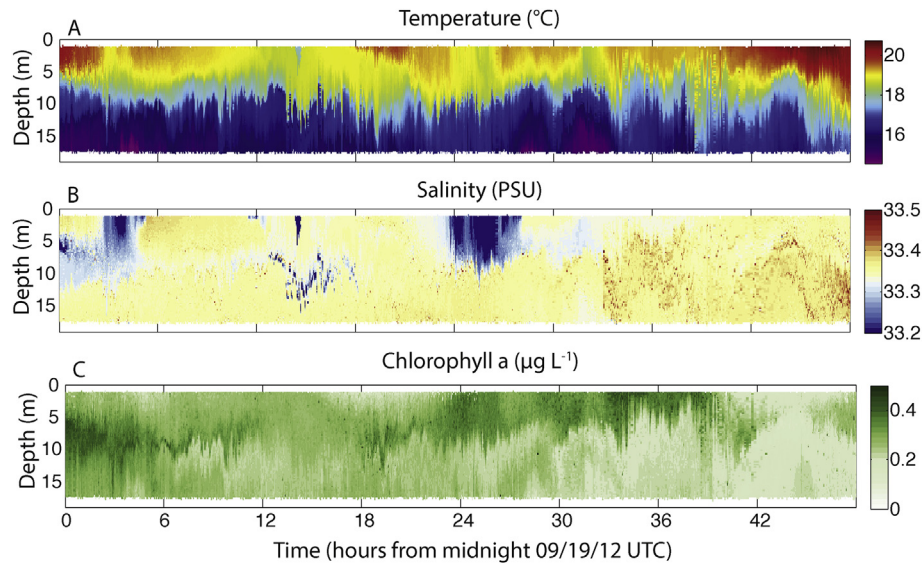 A
Temperature (°C)
0
5
10
15
Depth (m)
20
18
16
B
Salinity (PSU)
0
5
10
15
Depth (m)
33.5
33.4
33.3
33.2
C
Chlorophyll a (µg L-1)
0
5
10
15
Depth (m)
0.4
0.2
0
0 6 12 18 24 30 36 42
Time (hours from midnight 09/19/12 UTC)